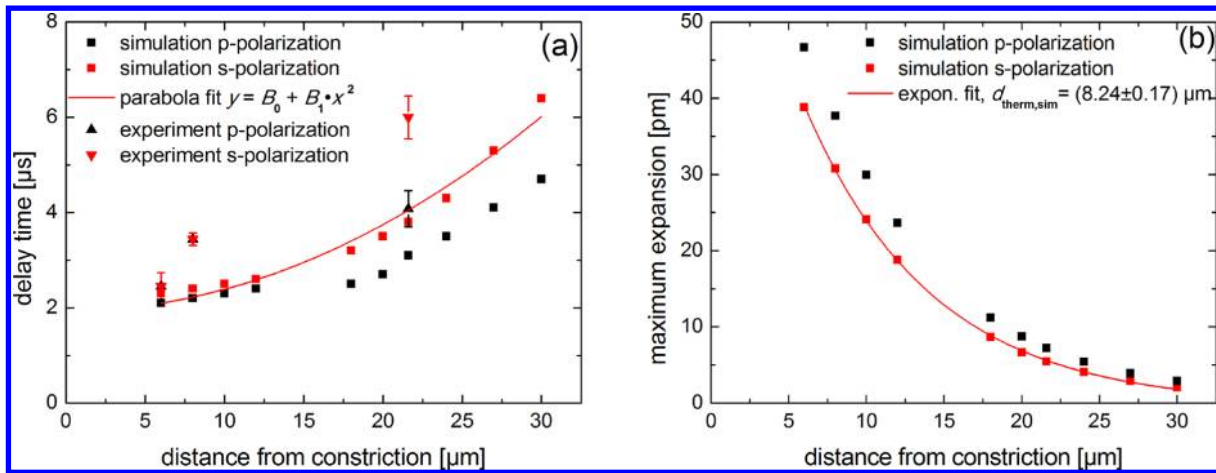 8
6
4
2
0
0
5
10
15
20
25
30
delay time [µs]
distance from constriction [µm]
(a)
simulation p-polarization
simulation s-polarization
parabola fit y = B₀ + B₁•x²
experiment p-polarization
experiment s-polarization
50
40
30
20
10
0
0
5
10
15
20
25
30
maximum expansion [pm]
distance from constriction [µm]
(b)
simulation p-polarization
simulation s-polarization
expon. fit, d_therm,sim = (8.24±0.17) µm